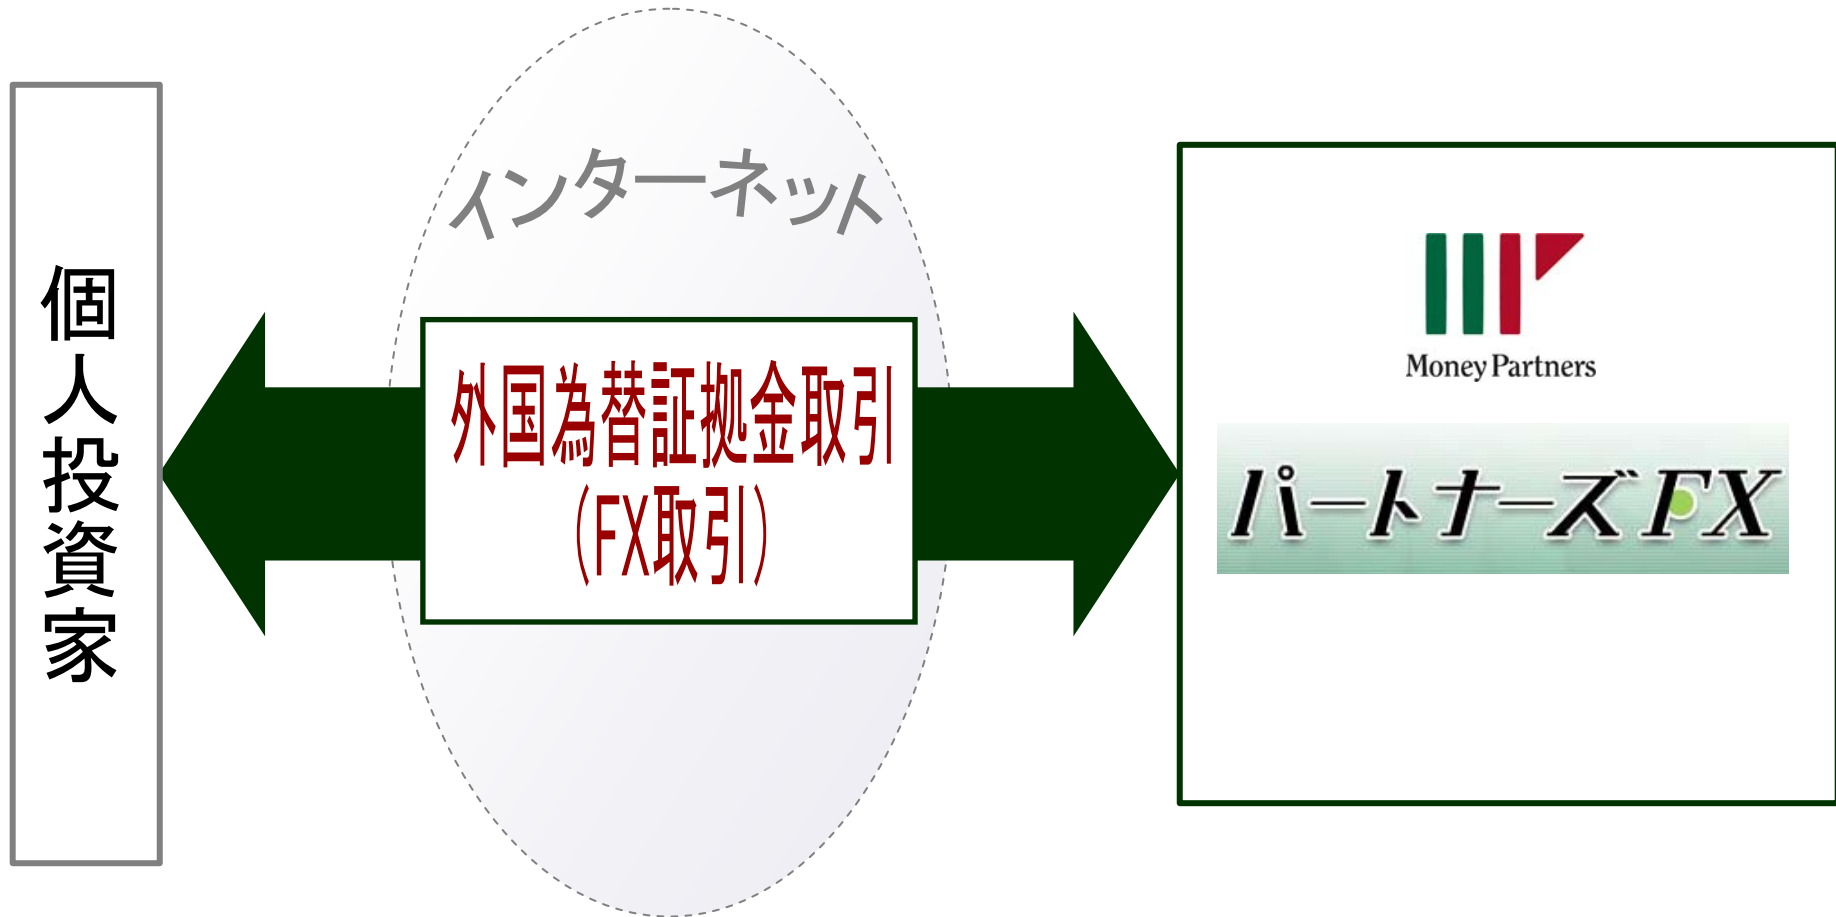 個人投資家
インターネット
外国為替証拠金取引
（FX取引）
Money Partners
パートナーズFX